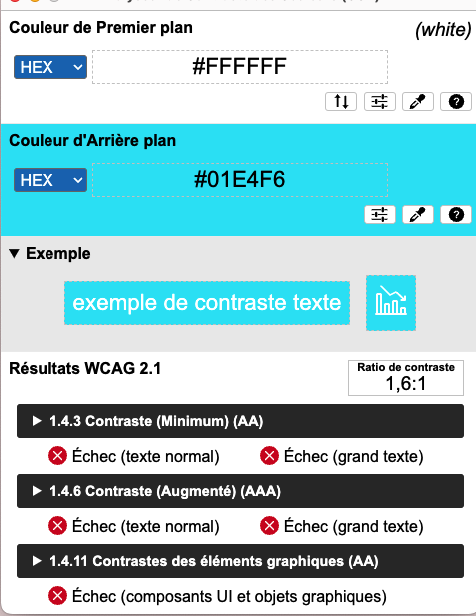 Couleur de Premier plan
(white)
HEX
#FFFFFF
?
Couleur d'Arrière plan
HEX
#01E4F6
?
▼ Exemple
exemple de contraste texte
Résultats WCAG 2.1
Ratio de contraste
1,6:1
▶ 1.4.3 Contraste (Minimum) (AA)
Échec (texte normal) Échec (grand texte)
▶ 1.4.6 Contraste (Augmenté) (AAA)
Échec (texte normal) Échec (grand texte)
▶ 1.4.11 Contrastes des éléments graphiques (AA)
Échec (composants UI et objets graphiques)